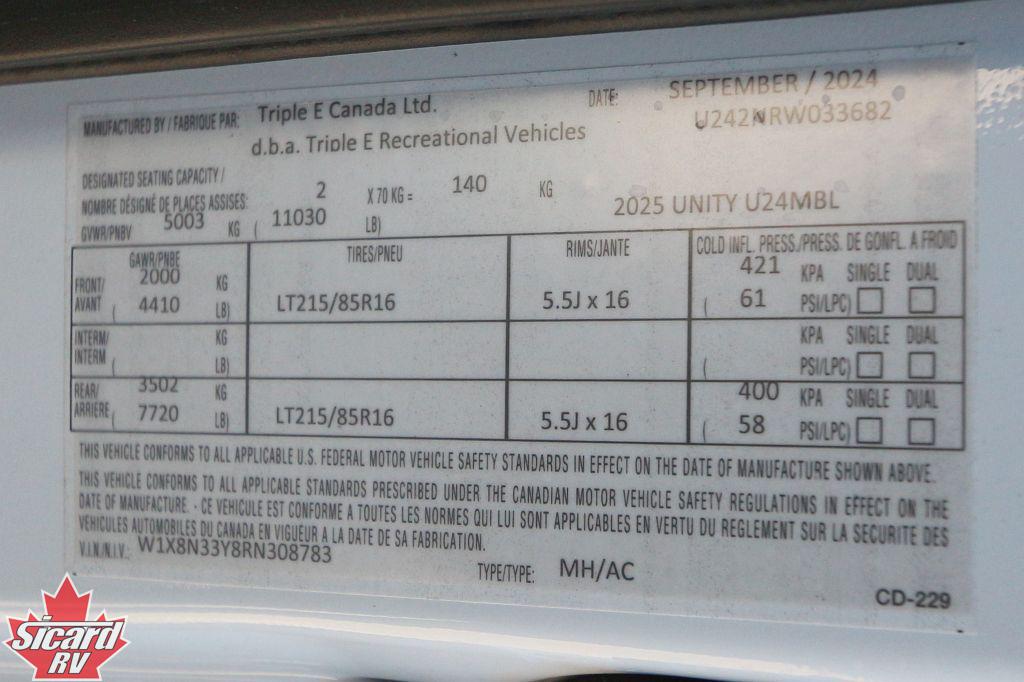 MANUFACTURED BY / FABRIQUE PAR: Triple E Canada Ltd. DATE: SEPTEMBER / 2024
d.b.a. Triple E Recreational Vehicles U242NRW033682
DESIGNATED SEATING CAPACITY /
NOMBRE DÉSIGNÉ DE PLACES ASSISES: 2 X 70 KG = 140 KG
2025 UNITY U24MBL
GVWR/PNBV 5003 KG ( 11030 LB)
GAWR/PNBE TIRES/PNEU RIMS/JANTE COLD INFL. PRESS./PRESS. DE GONFL. A FROID
FRONT/ 2000 KG 421 KPA SINGLE DUAL
AVANT ( 4410 LB) LT215/85R16 5.5J x 16 ( 61 PSI/LPC)
INTERM/ KG KPA SINGLE DUAL
INTERM ( LB) ( PSI/LPC)
REAR/ 3502 KG 400 KPA SINGLE DUAL
ARRIERE ( 7720 LB) LT215/85R16 5.5J x 16 ( 58 PSI/LPC)
THIS VEHICLE CONFORMS TO ALL APPLICABLE U.S. FEDERAL MOTOR VEHICLE SAFETY STANDARDS IN EFFECT ON THE DATE OF MANUFACTURE SHOWN ABOVE.
THIS VEHICLE CONFORMS TO ALL APPLICABLE STANDARDS PRESCRIBED UNDER THE CANADIAN MOTOR VEHICLE SAFETY REGULATIONS IN EFFECT ON THE
DATE OF MANUFACTURE. - CE VEHICULE EST CONFORME A TOUTES LES NORMES QUI LUI SONT APPLICABLES EN VERTU DU REGLEMENT SUR LA SECURITE DES
VEHICULES AUTOMOBILES DU CANADA EN VIGUEUR A LA DATE DE SA FABRICATION.
V.I.N./N.I.V.: W1X8N33Y8RN308783
TYPE/TYPE: MH/AC
CD-229
Sicard
RV